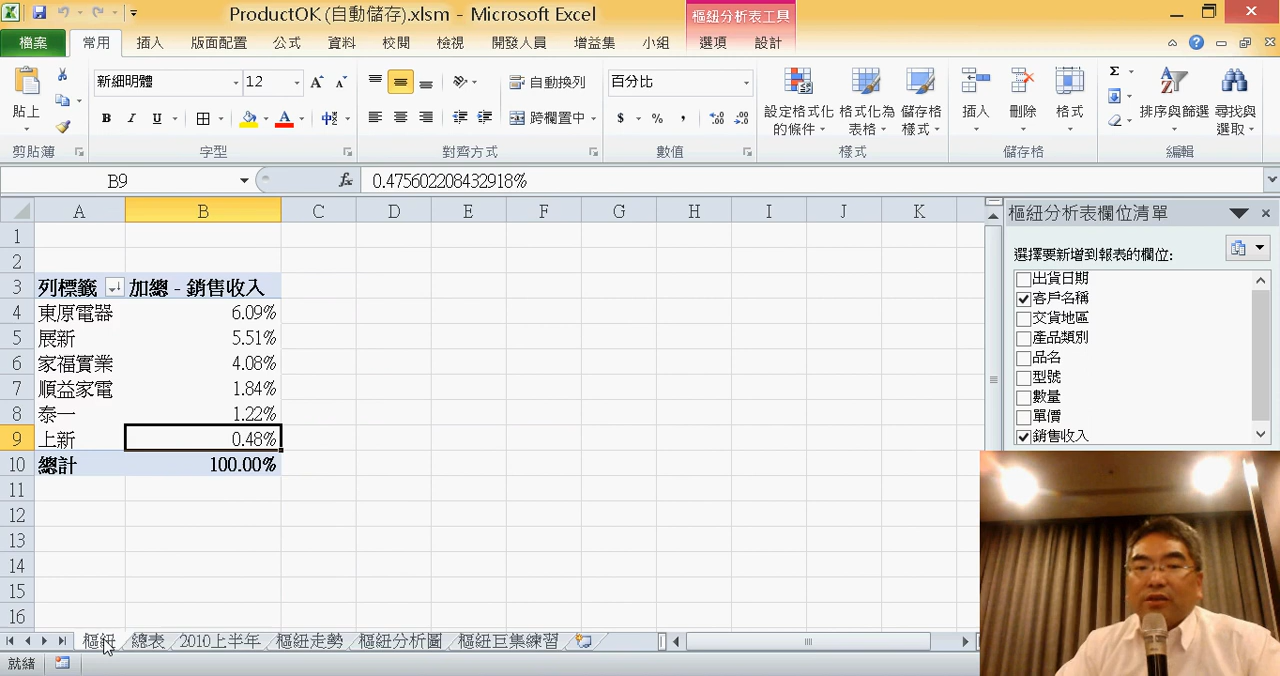 ProductOK (自動儲存).xlsm - Microsoft Excel
樞紐分析表工具
檔案 常用 插入 版面配置 公式 資料 校閱 檢視 開發人員 增益集 小組 選項 設計
貼上
新細明體 12
B I U A
自動換列
跨欄置中
百分比
$ % ,
設定格式化的條件
格式化為表格
儲存格樣式
插入 刪除 格式
Σ
排序與篩選
尋找與選取
剪貼簿 字型 對齊方式 數值 樣式 儲存格 編輯
B9 fx 0.475602208432918%
A B C D E F G H I J K
1
2
3 列標籤 加總 - 銷售收入
4 東原電器 6.09%
5 展新 5.51%
6 家福實業 4.08%
7 順益家電 1.84%
8 泰一 1.22%
9 上新 0.48%
10 總計 100.00%
11
12
13
14
15
16
樞紐分析表欄位清單
選擇要新增到報表的欄位:
出貨日期
客戶名稱
交貨地區
產品類別
品名
型號
數量
單價
銷售收入
樞紐 總表 2010上半年 樞紐走勢 樞紐分析圖 樞紐巨集練習
就緒